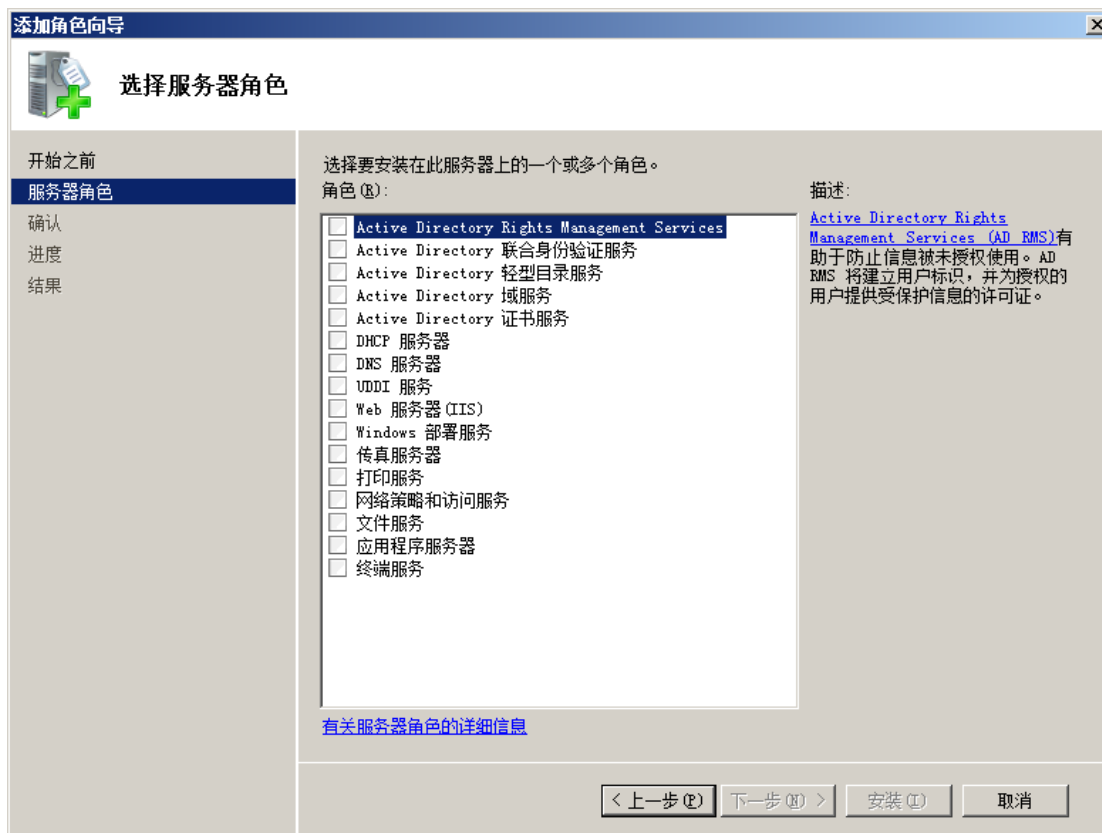 添加角色向导
选择服务器角色
开始之前
服务器角色
确认
进度
结果
选择要安装在此服务器上的一个或多个角色。
角色(R):
Active Directory Rights Management Services
Active Directory 联合身份验证服务
Active Directory 轻型目录服务
Active Directory 域服务
Active Directory 证书服务
DHCP 服务器
DNS 服务器
UDDI 服务
Web 服务器(IIS)
Windows 部署服务
传真服务器
打印服务
网络策略和访问服务
文件服务
应用程序服务器
终端服务
有关服务器角色的详细信息
描述:
Active Directory Rights
Management Services (AD RMS)有
助于防止信息被未授权使用。AD
RMS 将建立用户标识，并为授权的
用户提供受保护信息的许可证。
< 上一步(P)
下一步(N) >
安装(I)
取消